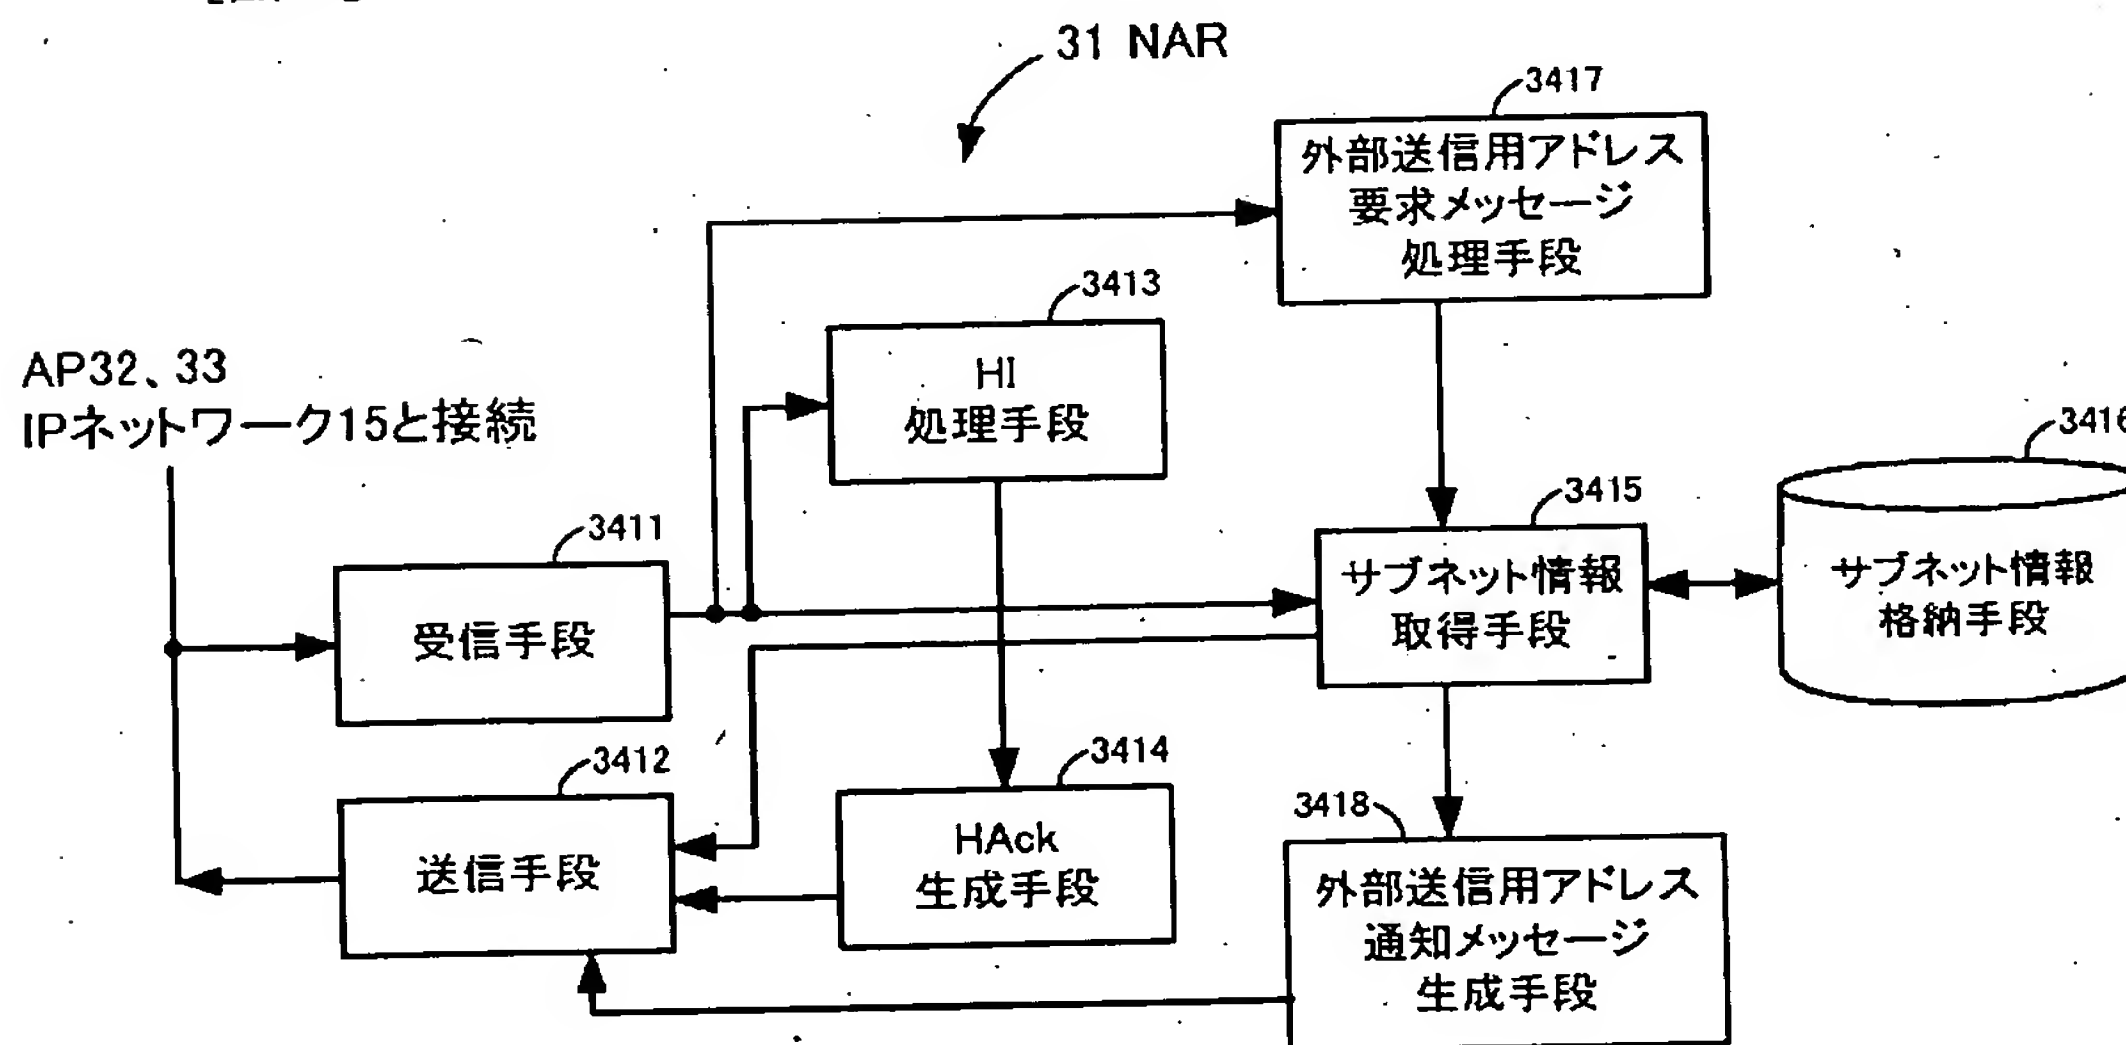 31 NAR
3417
外部送信用アドレス
要求メッセージ
処理手段
3413
HI
処理手段
AP32、33
IPネットワーク15と接続
3416
サブネット情報
格納手段
3415
サブネット情報
取得手段
3411
受信手段
3412
送信手段
3414
HAck
生成手段
3418
外部送信用アドレス
通知メッセージ
生成手段